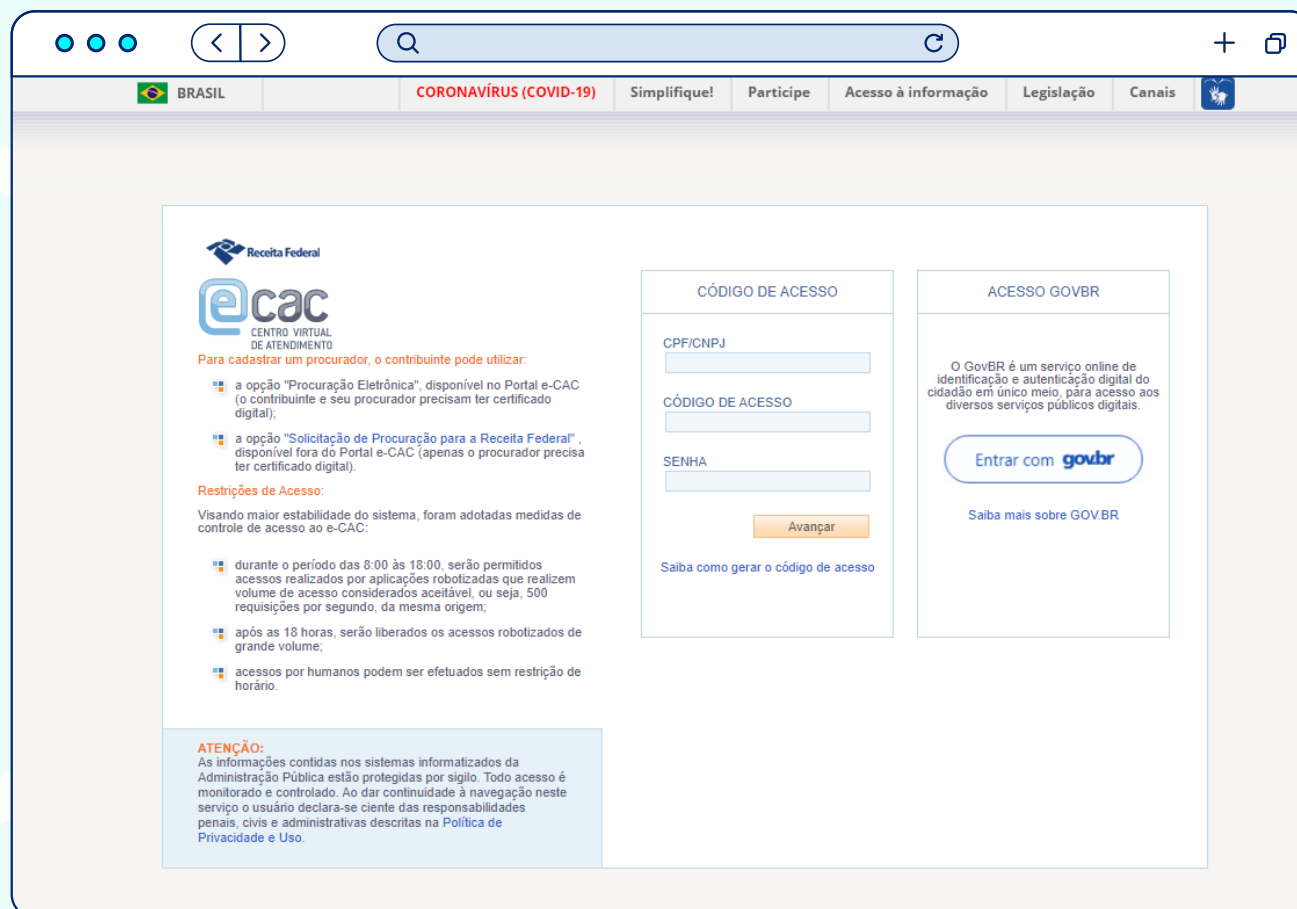 BRASIL
CORONAVÍRUS (COVID-19)
Simplifique!
Participe
Acesso à informação
Legislação
Canais
Receita Federal
e cac
CENTRO VIRTUAL
DE ATENDIMENTO
Para cadastrar um procurador, o contribuinte pode utilizar:
a opção "Procuração Eletrônica", disponível no Portal e-CAC
(o contribuinte e seu procurador precisam ter certificado
digital);
a opção "Solicitação de Procuração para a Receita Federal" ,
disponível fora do Portal e-CAC (apenas o procurador precisa
ter certificado digital).
Restrições de Acesso:
Visando maior estabilidade do sistema, foram adotadas medidas de
controle de acesso ao e-CAC:
durante o período das 8:00 às 18:00, serão permitidos
acessos realizados por aplicações robotizadas que realizem
volume de acesso considerados aceitável, ou seja, 500
requisições por segundo, da mesma origem;
após as 18 horas, serão liberados os acessos robotizados de
grande volume;
acessos por humanos podem ser efetuados sem restrição de
horário.
ATENÇÃO:
As informações contidas nos sistemas informatizados da
Administração Pública estão protegidas por sigilo. Todo acesso é
monitorado e controlado. Ao dar continuidade à navegação neste
serviço o usuário declara-se ciente das responsabilidades
penais, civis e administrativas descritas na Política de
Privacidade e Uso.
CÓDIGO DE ACESSO
CPF/CNPJ
CÓDIGO DE ACESSO
SENHA
Avançar
Saiba como gerar o código de acesso
ACESSO GOVBR
O GovBR é um serviço online de
identificação e autenticação digital do
cidadão em único meio, para acesso aos
diversos serviços públicos digitais.
Entrar com gov.br
Saiba mais sobre GOV.BR